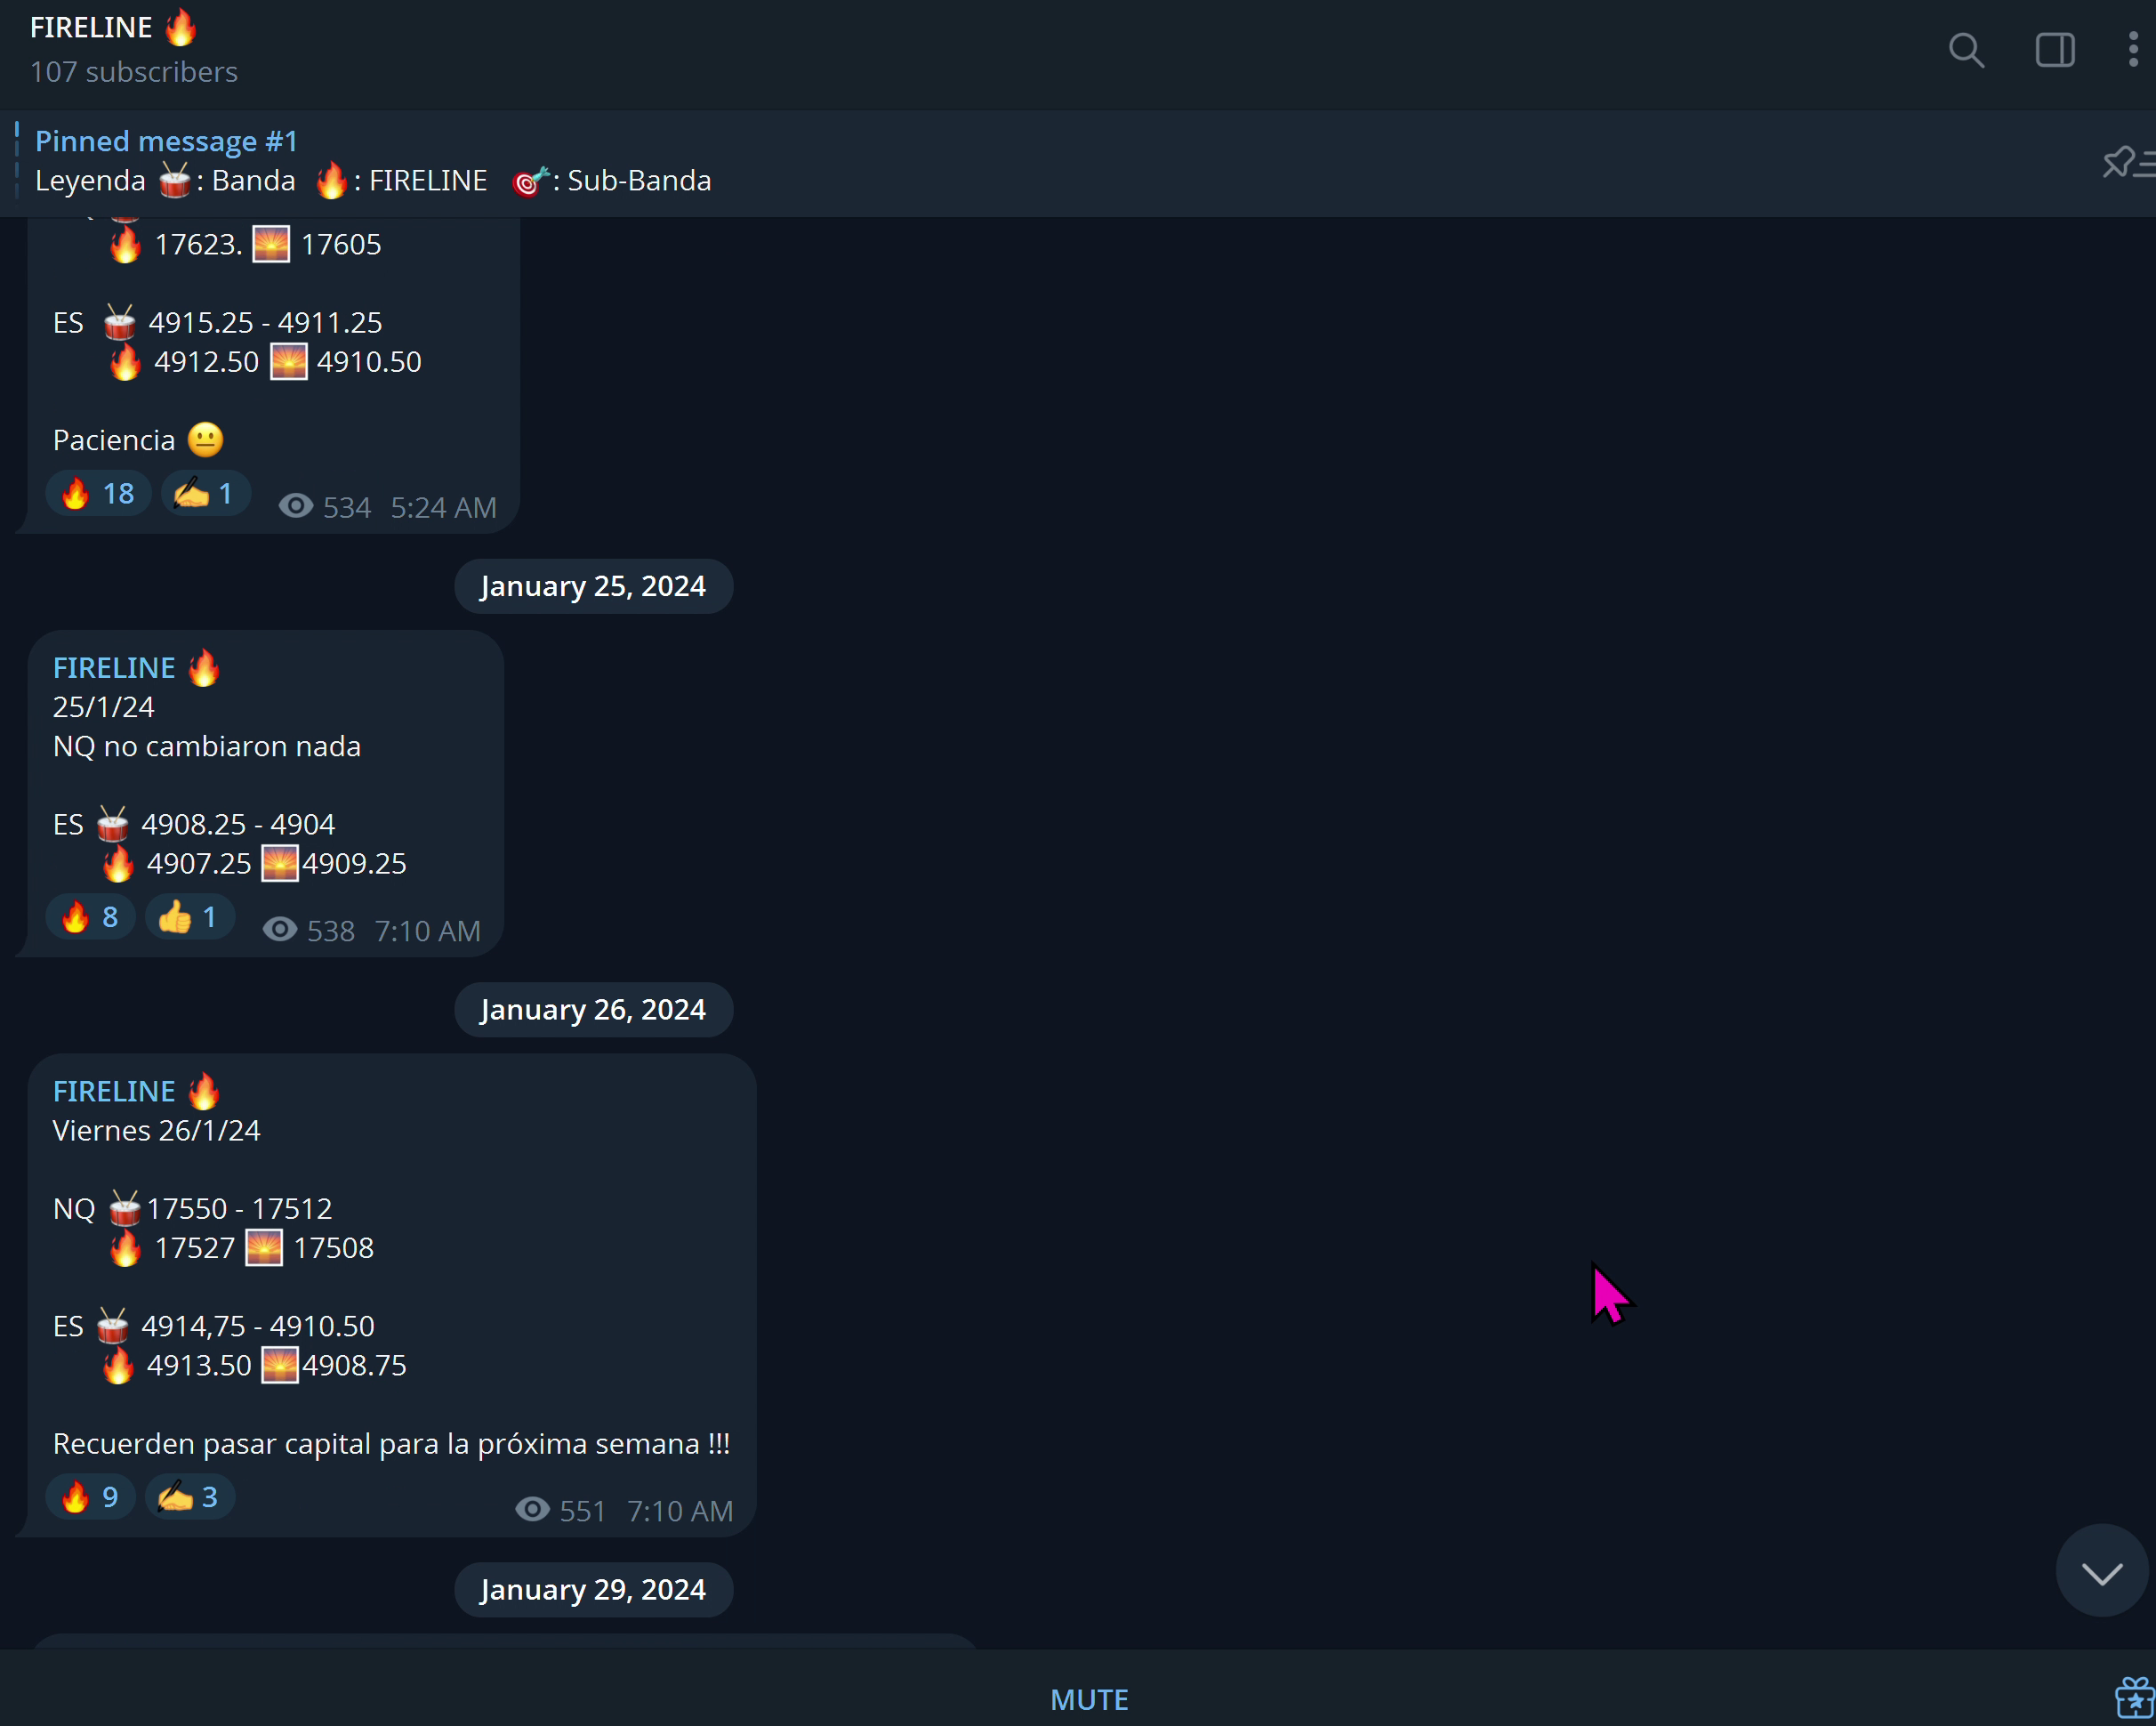 FIRELINE 🔥
107 subscribers
Pinned message #1
Leyenda 🥁: Banda 🔥: FIRELINE 🎯: Sub-Banda
🔥 17623. 🌅 17605
ES 🥁 4915.25 - 4911.25
🔥 4912.50 🌅 4910.50
Paciencia 😐
🔥 18 ✍️ 1 534 5:24 AM
January 25, 2024
FIRELINE 🔥
25/1/24
NQ no cambiaron nada
ES 🥁 4908.25 - 4904
🔥 4907.25 🌅4909.25
🔥 8 👍 1 538 7:10 AM
January 26, 2024
FIRELINE 🔥
Viernes 26/1/24
NQ 🥁17550 - 17512
🔥 17527 🌅 17508
ES 🥁 4914,75 - 4910.50
🔥 4913.50 🌅4908.75
Recuerden pasar capital para la próxima semana !!!
🔥 9 ✍️ 3 551 7:10 AM
January 29, 2024
MUTE